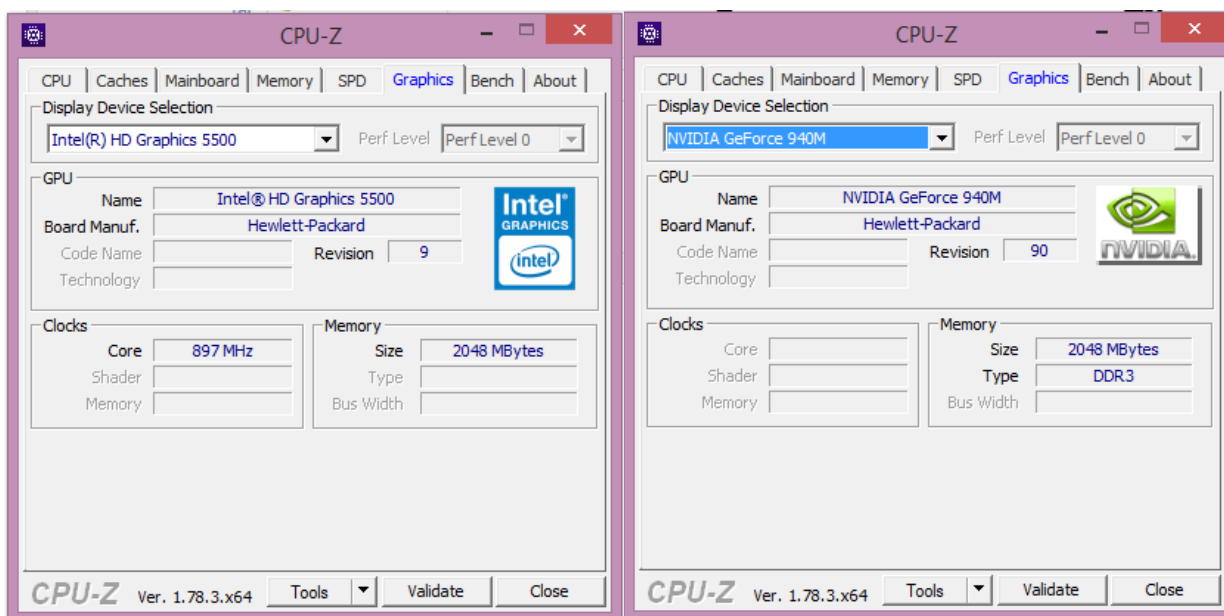 CPU-Z
CPU Caches Mainboard Memory SPD Graphics Bench About
Display Device Selection
Intel(R) HD Graphics 5500 Perf Level Perf Level 0
GPU
Name Intel® HD Graphics 5500
Board Manuf. Hewlett-Packard
Code Name Revision 9
Technology
Intel®
GRAPHICS
intel
Clocks
Core 897 MHz
Shader
Memory
Memory
Size 2048 MBytes
Type
Bus Width
CPU-Z Ver. 1.78.3.x64 Tools Validate Close
CPU-Z
CPU Caches Mainboard Memory SPD Graphics Bench About
Display Device Selection
NVIDIA GeForce 940M Perf Level Perf Level 0
GPU
Name NVIDIA GeForce 940M
Board Manuf. Hewlett-Packard
Code Name Revision 90
Technology
nVIDIA.
Clocks
Core
Shader
Memory
Memory
Size 2048 MBytes
Type DDR3
Bus Width
CPU-Z Ver. 1.78.3.x64 Tools Validate Close